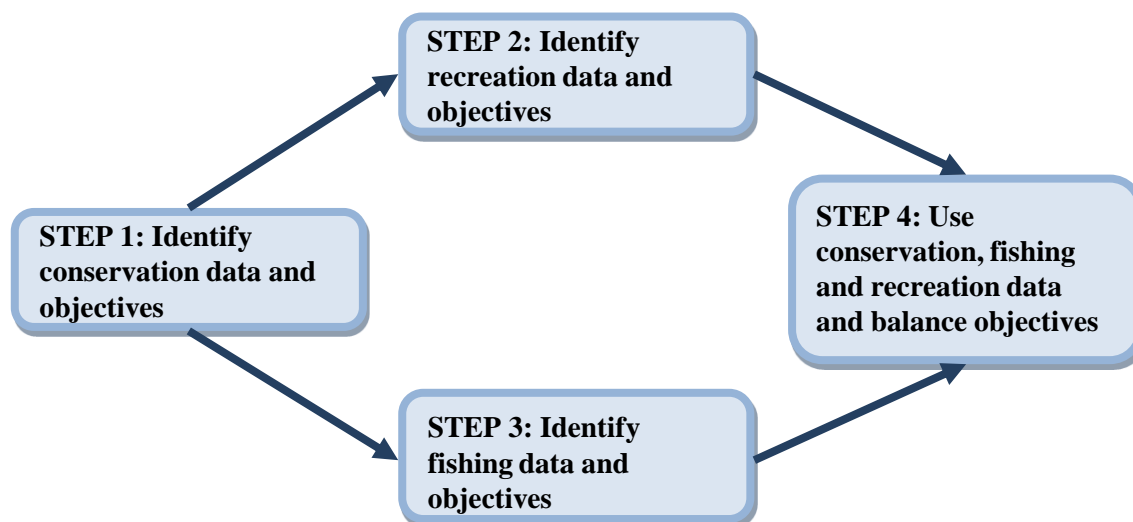 STEP 2: Identify
recreation data and
objectives
STEP 1: Identify
conservation data and
objectives
STEP 4: Use
conservation, fishing
and recreation data
and balance objectives
STEP 3: Identify
fishing data and
objectives